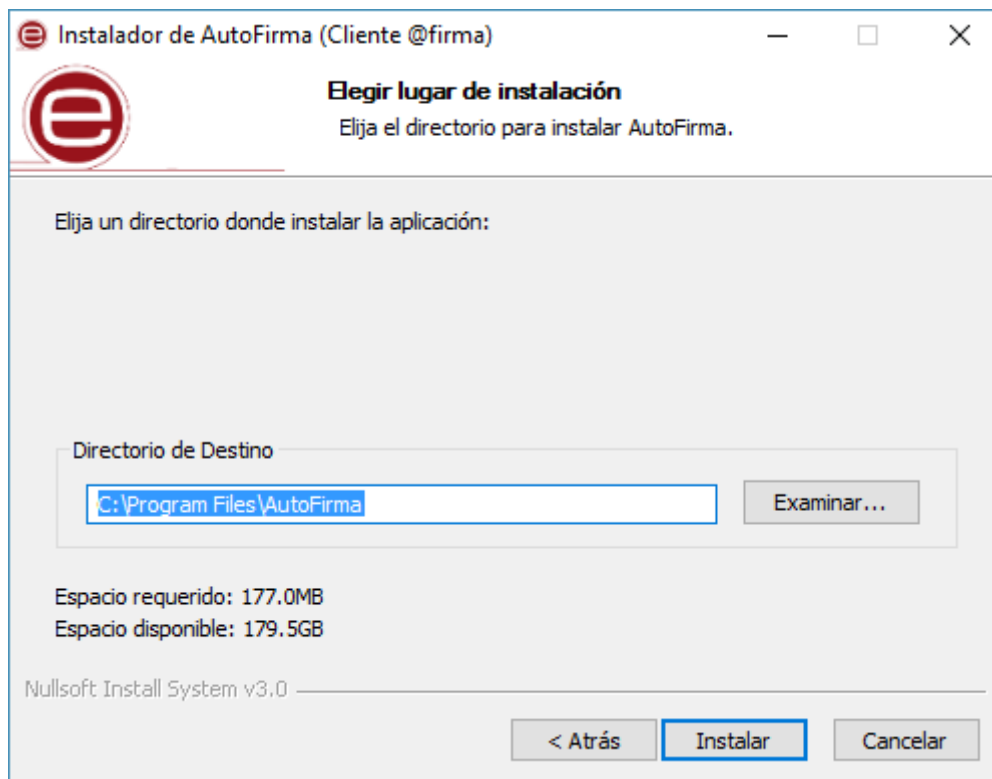 Instalador de AutoFirma (Cliente @firma)
Elegir lugar de instalación
Elija el directorio para instalar AutoFirma.
Elija un directorio donde instalar la aplicación:
Directorio de Destino
C:\Program Files\AutoFirma
Examinar...
Espacio requerido: 177.0MB
Espacio disponible: 179.5GB
Nullsoft Install System v3.0
< Atrás
Instalar
Cancelar